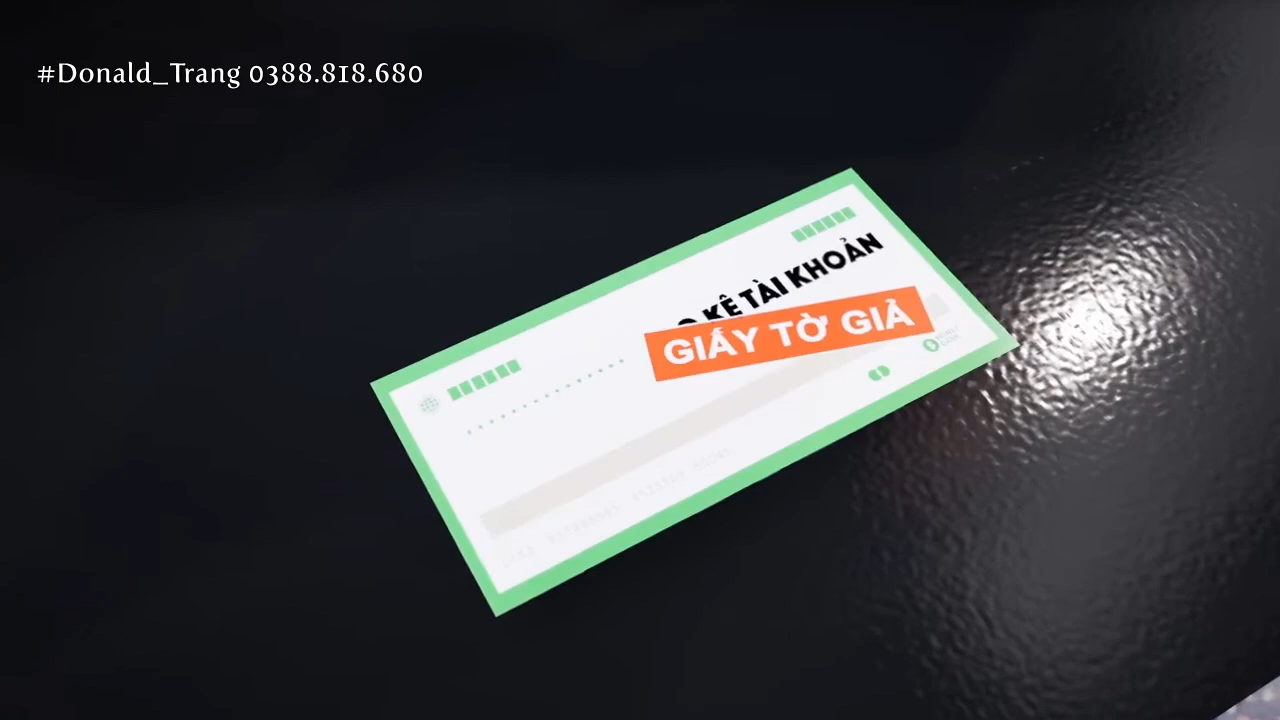 #Donald_Trang 0388.818.680
KÊ TÀI KHOẢN
GIẤY TỜ GIẢ